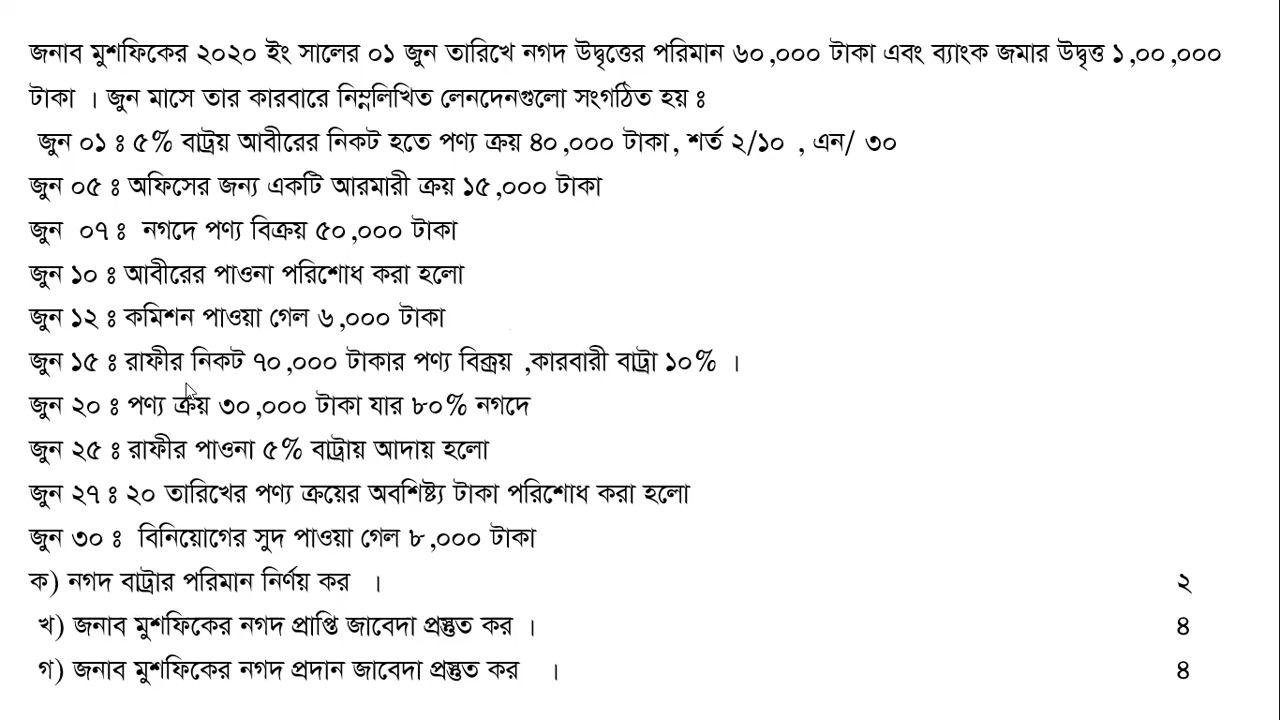 জনাব মুশফিকের ২০২০ ইং সালের ০১ জুন তারিখে নগদ উদ্বৃত্তের পরিমান ৬০,০০০ টাকা এবং ব্যাংক জমার উদ্বৃত্ত ১,০০,০০০
টাকা । জুন মাসে তার কারবারে নিম্নলিখিত লেনদেনগুলো সংগঠিত হয় ঃ
জুন ০১ ঃ ৫% বাট্রয় আবীরের নিকট হতে পণ্য ক্রয় ৪০,০০০ টাকা, শর্ত ২/১০ , এন/ ৩০
জুন ০৫ ঃ অফিসের জন্য একটি আরমারী ক্রয় ১৫,০০০ টাকা
জুন ০৭ ঃ নগদে পণ্য বিক্রয় ৫০,০০০ টাকা
জুন ১০ ঃ আবীরের পাওনা পরিশোধ করা হলো
জুন ১২ ঃ কমিশন পাওয়া গেল ৬,০০০ টাকা
জুন ১৫ ঃ রাফীর নিকট ৭০,০০০ টাকার পণ্য বিক্রয় ,কারবারী বাট্রা ১০% ।
জুন ২০ ঃ পণ্য ক্রয় ৩০,০০০ টাকা যার ৮০% নগদে
জুন ২৫ ঃ রাফীর পাওনা ৫% বাট্রায় আদায় হলো
জুন ২৭ ঃ ২০ তারিখের পণ্য ক্রয়ের অবশিষ্ট্য টাকা পরিশোধ করা হলো
জুন ৩০ ঃ বিনিয়োগের সুদ পাওয়া গেল ৮,০০০ টাকা
ক) নগদ বাট্রার পরিমান নির্ণয় কর । ২
খ) জনাব মুশফিকের নগদ প্রাপ্তি জাবেদা প্রস্তুত কর । ৪
গ) জনাব মুশফিকের নগদ প্রদান জাবেদা প্রস্তুত কর । ৪